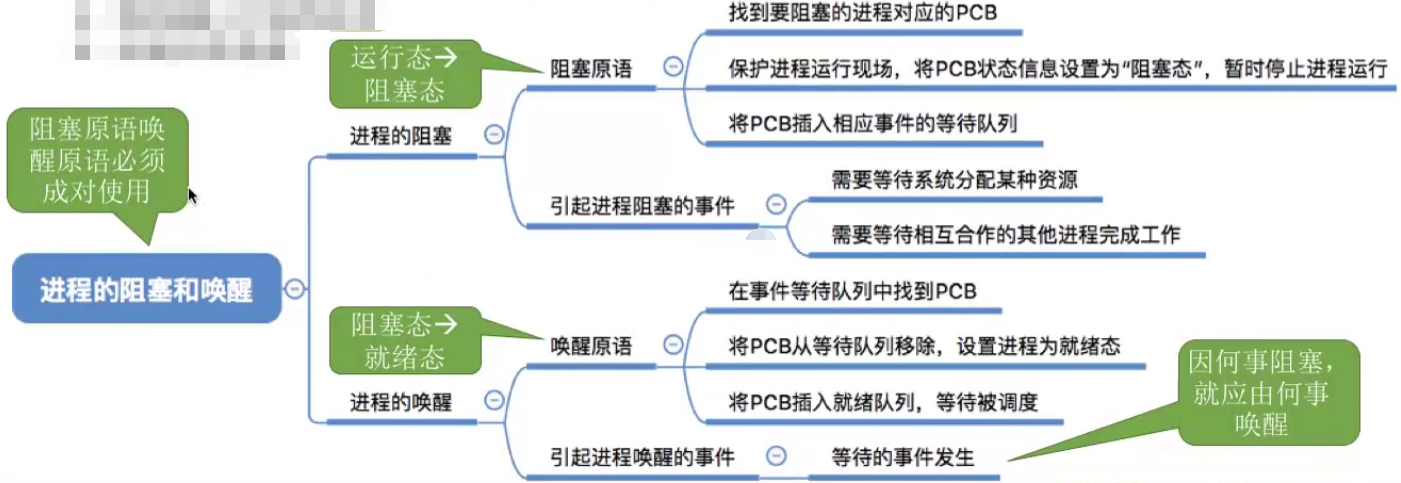 找到要阻塞的进程对应的PCB
运行态→
阻塞态
阻塞原语
保护进程运行现场，将PCB状态信息设置为“阻塞态”，暂时停止进程运行
将PCB插入相应事件的等待队列
进程的阻塞
阻塞原语唤
醒原语必须
成对使用
引起进程阻塞的事件
需要等待系统分配某种资源
需要等待相互合作的其他进程完成工作
进程的阻塞和唤醒
在事件等待队列中找到PCB
阻塞态→
就绪态
唤醒原语
将PCB从等待队列移除，设置进程为就绪态
将PCB插入就绪队列，等待被调度
进程的唤醒
引起进程唤醒的事件
等待的事件发生
因何事阻塞，
就应由何事
唤醒